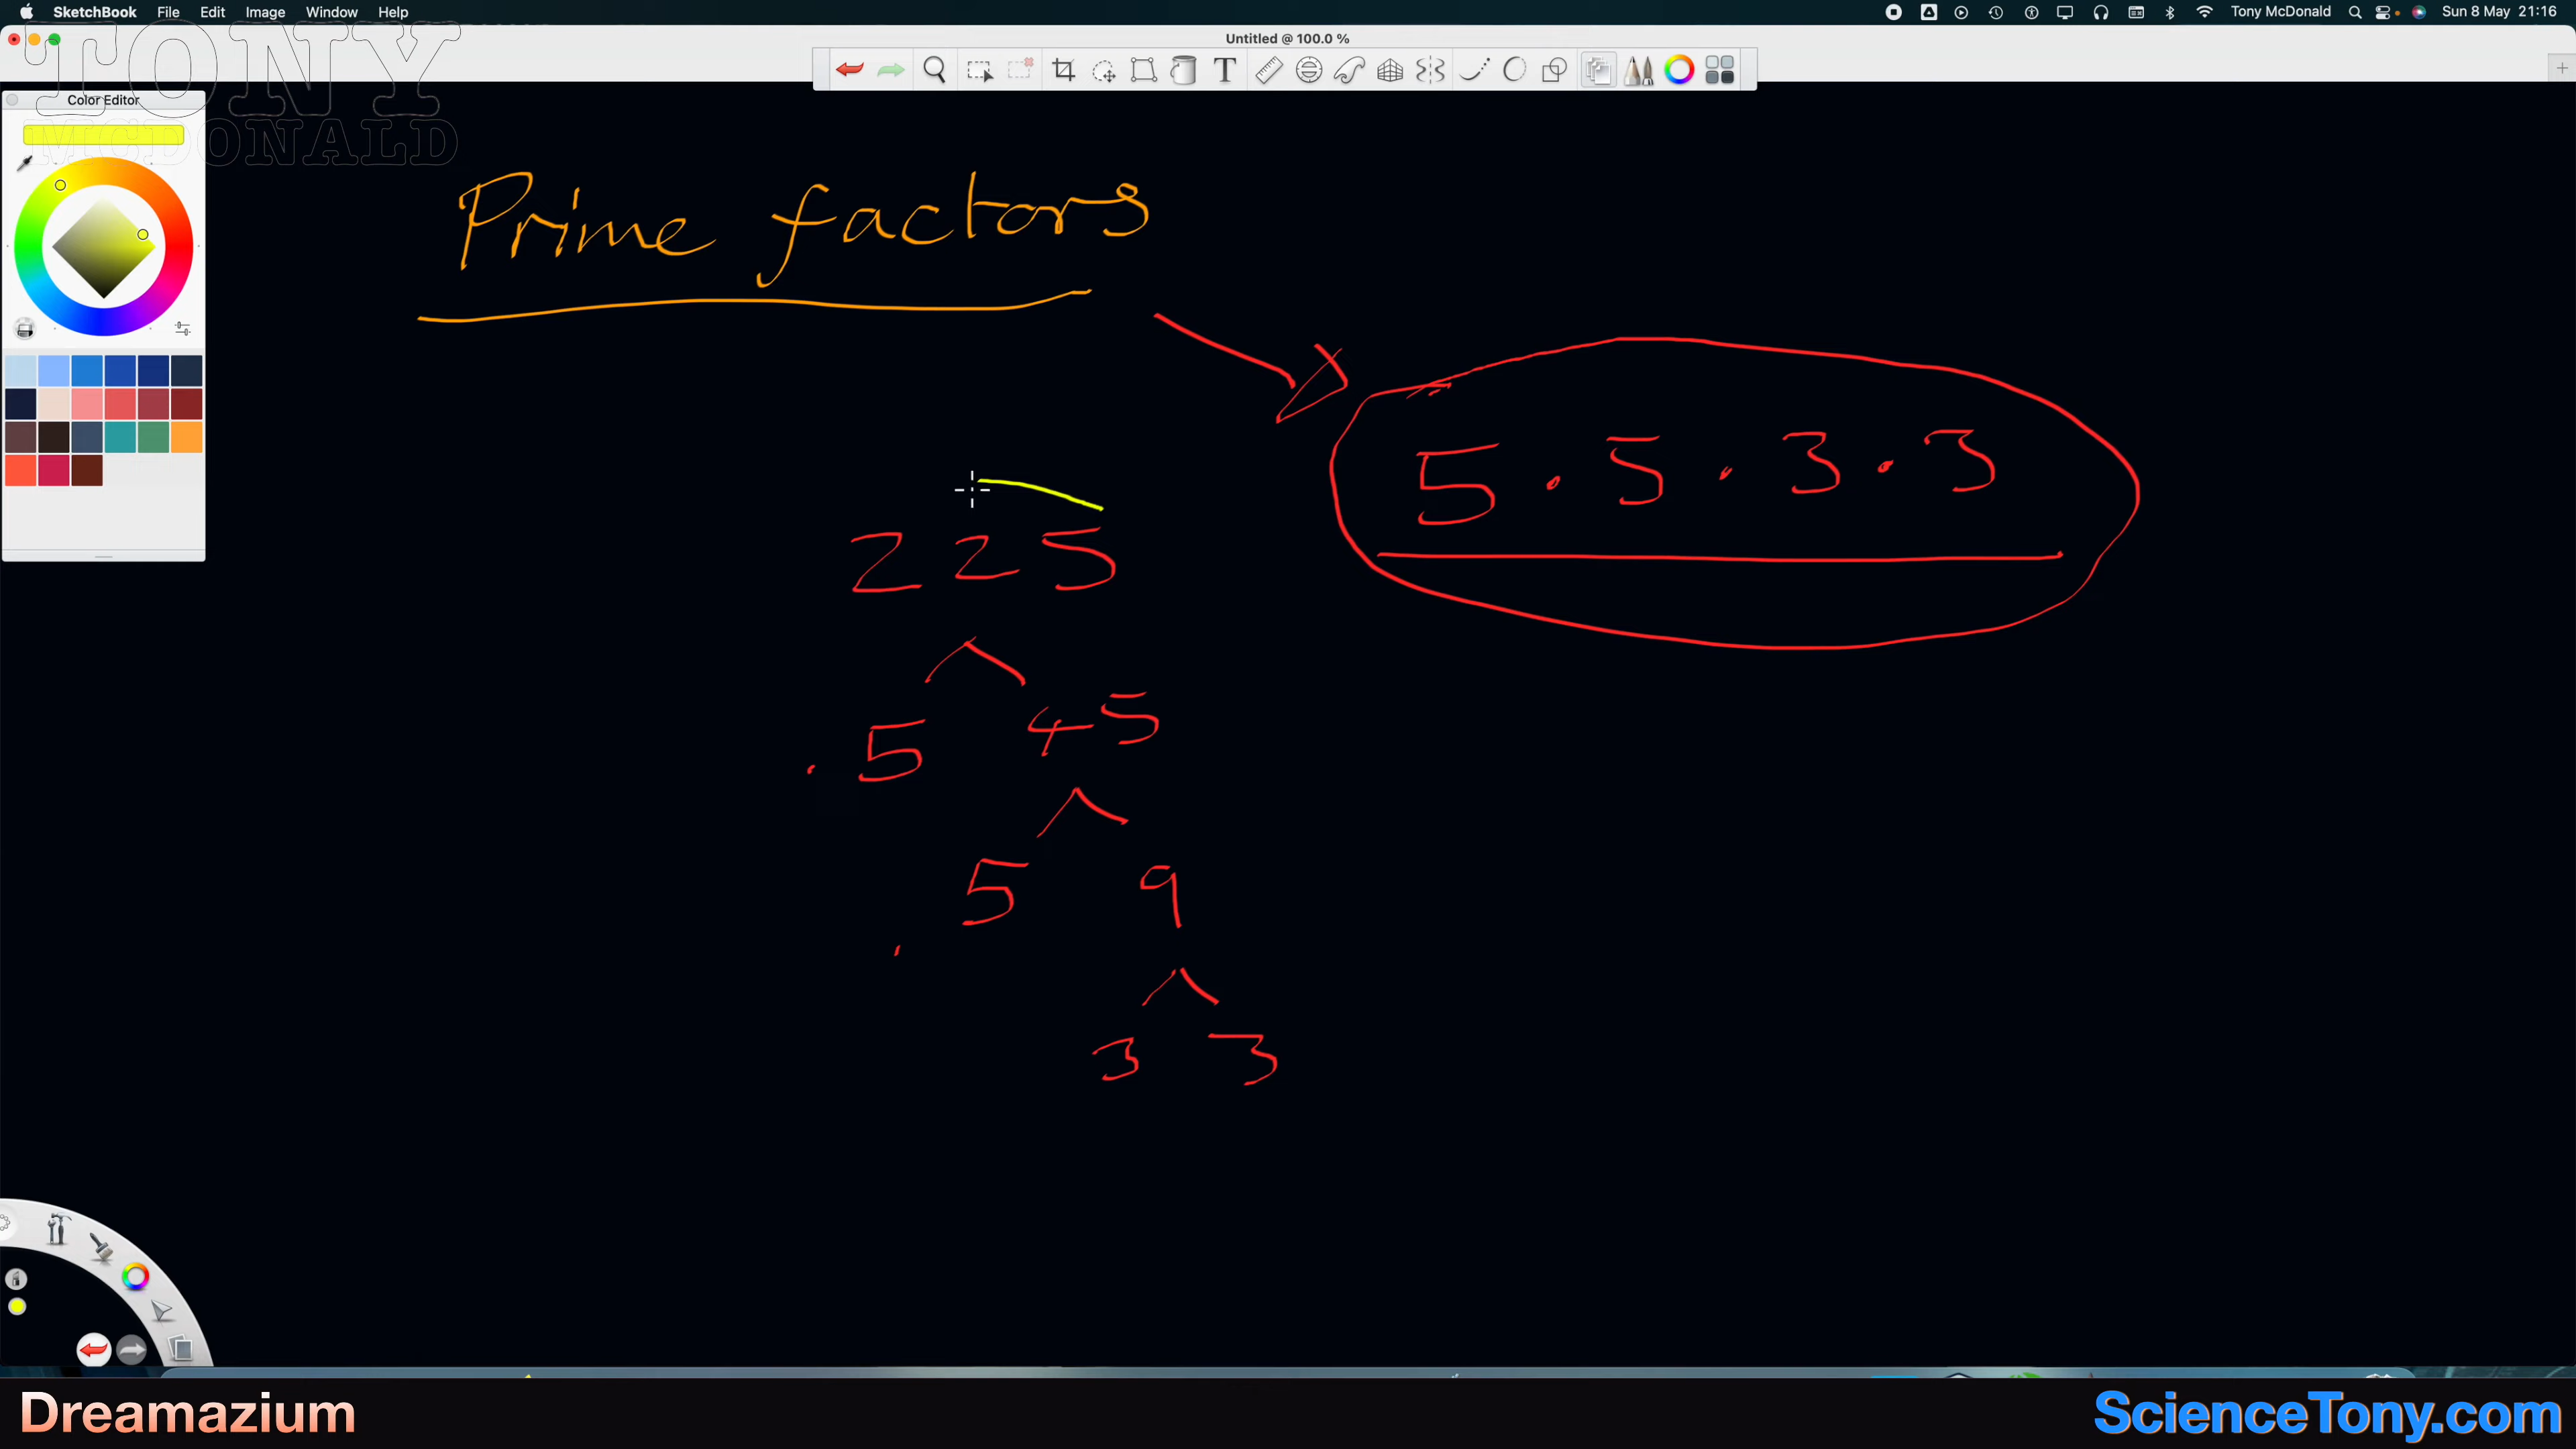 SketchBook File Edit Image Window Help Tony McDonald Sun 8 May 21:16
Untitled @ 100.0 %
TONY
MCDONALD
Color Editor
T
Prime factors
5 . 5 . 3 . 3
225
. 5 45
5 9
.
3 3
Dreamazium
ScienceTony.com